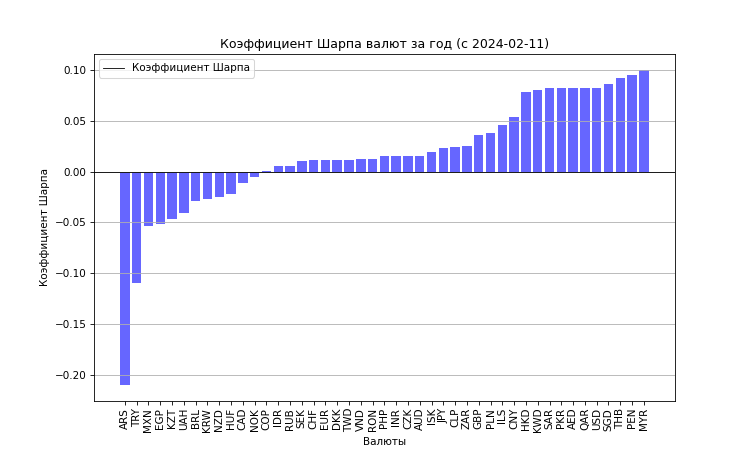 Коэффициент Шарпа валют за год (с 2024-02-11)
Коэффициент Шарпа
0.10
0.05
0.00
−0.05
−0.10
−0.15
−0.20
Коэффициент Шарпа
ARS TRY MXN EGP KZT UAH BRL KRW NZD HUF CAD NOK COP IDR RUB SEK CHF EUR DKK TWD VND RON PHP INR CZK AUD ISK JPY CLP ZAR GBP PLN ILS CNY HKD KWD SAR PKR AED QAR USD SGD THB PEN MYR
Валюты